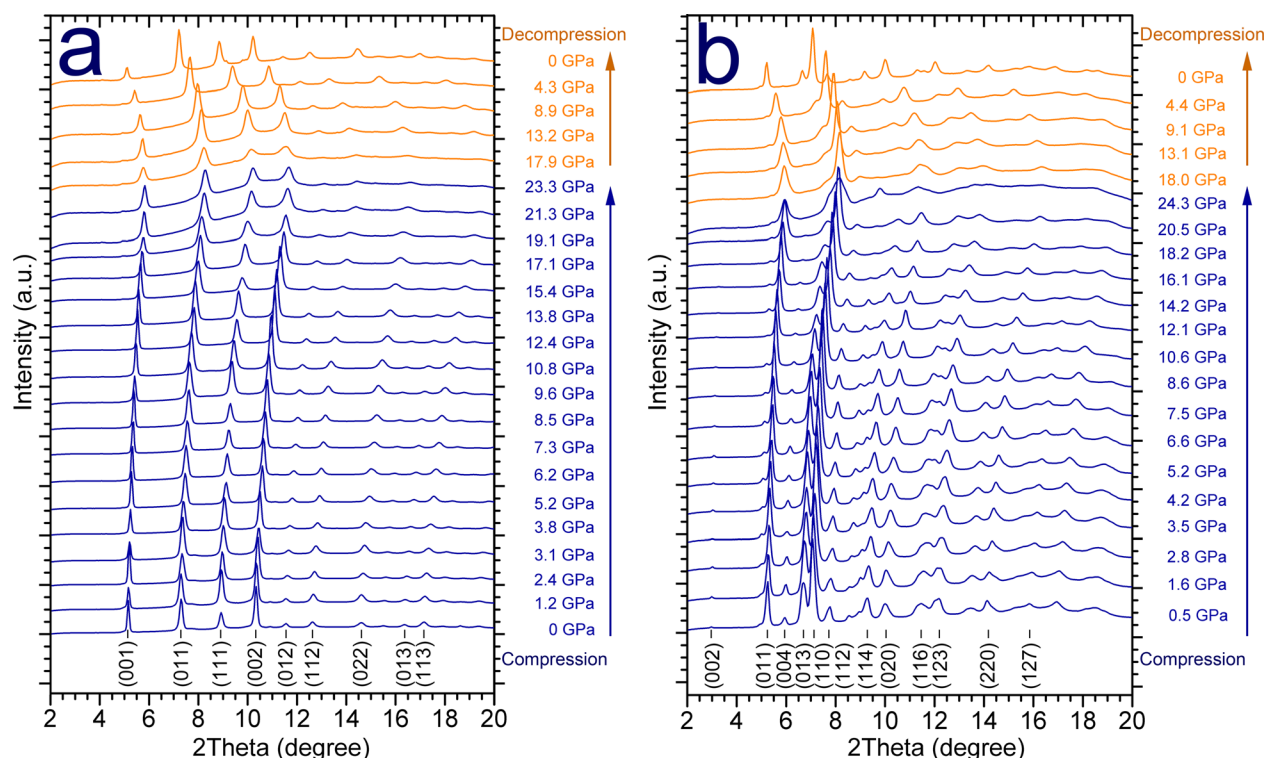 a
Decompression
0 GPa
4.3 GPa
8.9 GPa
13.2 GPa
17.9 GPa
23.3 GPa
21.3 GPa
19.1 GPa
17.1 GPa
15.4 GPa
13.8 GPa
12.4 GPa
10.8 GPa
9.6 GPa
8.5 GPa
7.3 GPa
6.2 GPa
5.2 GPa
3.8 GPa
3.1 GPa
2.4 GPa
1.2 GPa
0 GPa
Compression
Intensity (a.u.)
(001)
(011)
(111)
(002)
(012)
(112)
(022)
(013)
(113)
2 4 6 8 10 12 14 16 18 20
2Theta (degree)
b
Decompression
0 GPa
4.4 GPa
9.1 GPa
13.1 GPa
18.0 GPa
24.3 GPa
20.5 GPa
18.2 GPa
16.1 GPa
14.2 GPa
12.1 GPa
10.6 GPa
8.6 GPa
7.5 GPa
6.6 GPa
5.2 GPa
4.2 GPa
3.5 GPa
2.8 GPa
1.6 GPa
0.5 GPa
Compression
Intensity (a.u.)
(002)
(011)
(004)
(013)
(110)
(112)
(114)
(020)
(116)
(123)
(220)
(127)
2 4 6 8 10 12 14 16 18 20
2Theta (degree)